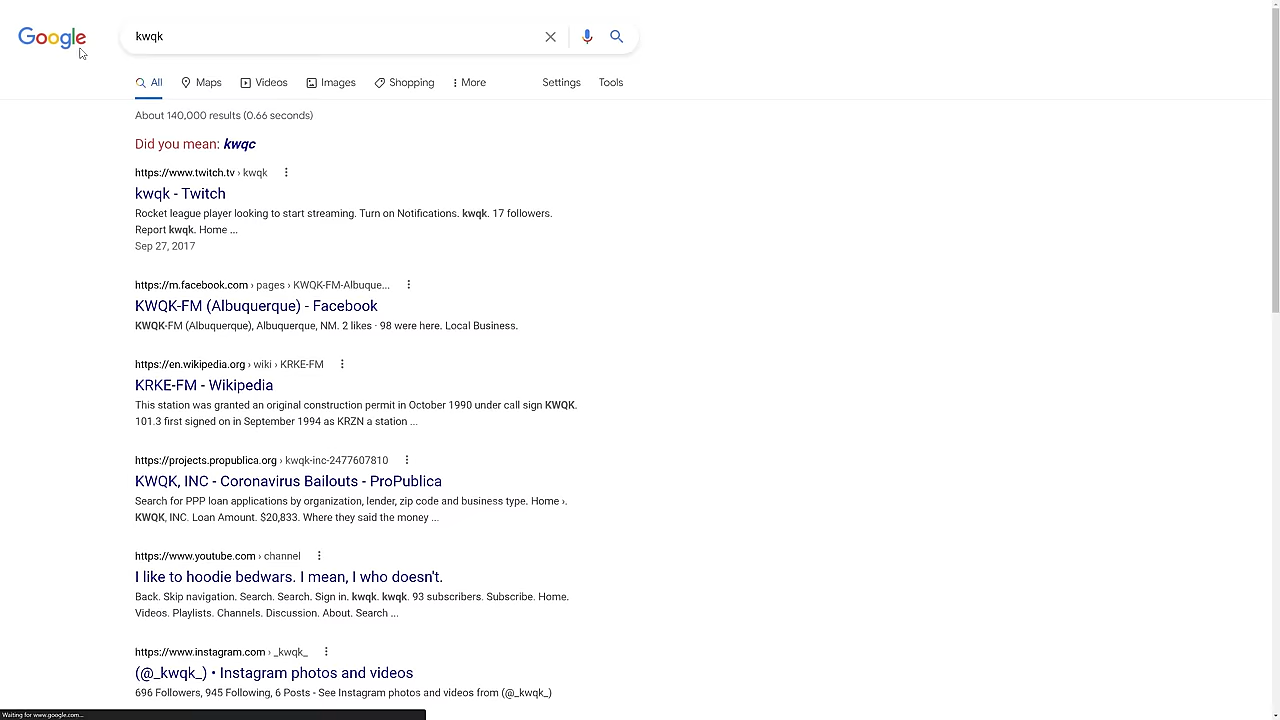 Google
kwqk
All Maps Videos Images Shopping More Settings Tools
About 140,000 results (0.66 seconds)
Did you mean: kwqc
https://www.twitch.tv › kwqk
kwqk - Twitch
Rocket league player looking to start streaming. Turn on Notifications. kwqk. 17 followers.
Report kwqk. Home ...
Sep 27, 2017
https://m.facebook.com › pages › KWQK-FM-Albuque...
KWQK-FM (Albuquerque) - Facebook
KWQK-FM (Albuquerque), Albuquerque, NM. 2 likes · 98 were here. Local Business.
https://en.wikipedia.org › wiki › KRKE-FM
KRKE-FM - Wikipedia
This station was granted an original construction permit in October 1990 under call sign KWQK.
101.3 first signed on in September 1994 as KRZN a station ...
https://projects.propublica.org › kwqk-inc-2477607810
KWQK, INC - Coronavirus Bailouts - ProPublica
Search for PPP loan applications by organization, lender, zip code and business type. Home ›.
KWQK, INC. Loan Amount. $20,833. Where they said the money ...
https://www.youtube.com › channel
I like to hoodie bedwars. I mean, I who doesn't.
Back. Skip navigation. Search. Search. Sign in. kwqk. kwqk. 93 subscribers. Subscribe. Home.
Videos. Playlists. Channels. Discussion. About. Search ...
https://www.instagram.com › _kwqk_
(@_kwqk_) • Instagram photos and videos
696 Followers, 945 Following, 6 Posts - See Instagram photos and videos from (@_kwqk_)
Waiting for www.google.com...